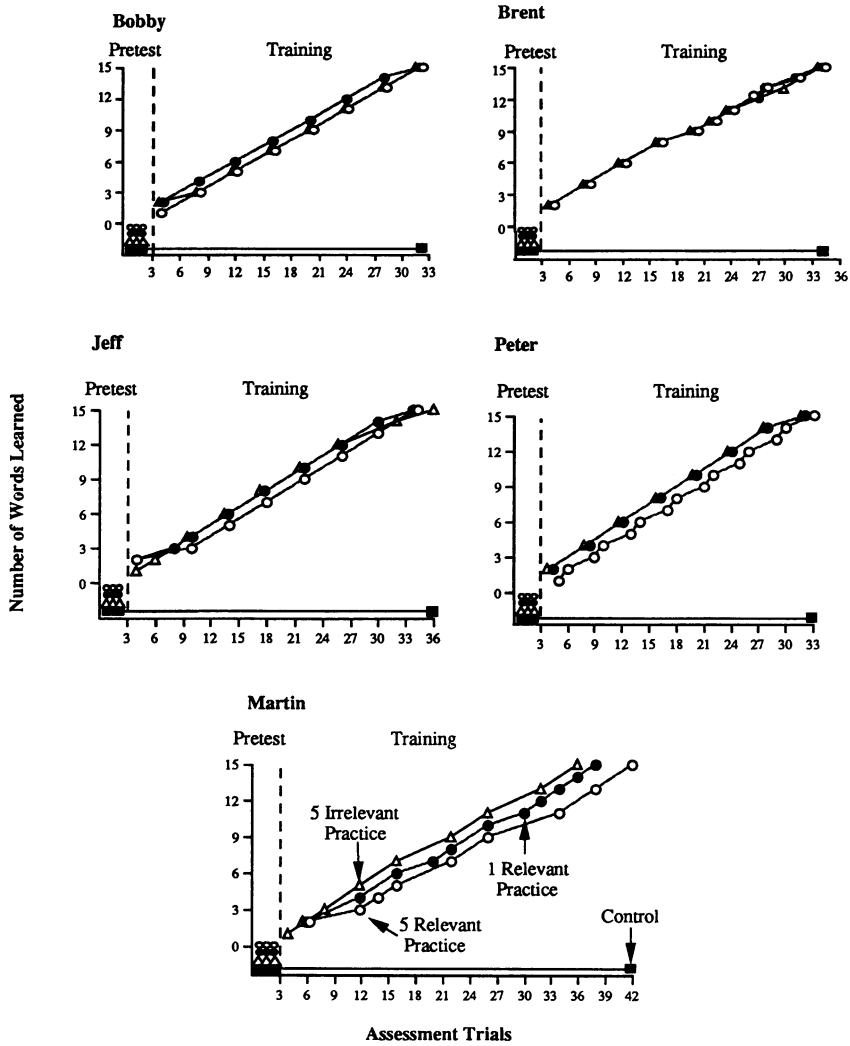 Bobby
Pretest Training
15
12
9
6
3
0
3 6 9 12 15 18 21 24 27 30 33
Brent
Pretest Training
15
12
9
6
3
0
3 6 9 12 15 18 21 24 27 30 33 36
Jeff
Pretest Training
15
12
9
6
3
0
3 6 9 12 15 18 21 24 27 30 33 36
Peter
Pretest Training
15
12
9
6
3
0
3 6 9 12 15 18 21 24 27 30 33
Number of Words Learned
Martin
Pretest Training
15
12
9
6
3
0
5 Irrelevant
Practice
1 Relevant
Practice
5 Relevant
Practice
Control
3 6 9 12 15 18 21 24 27 30 33 36 39 42
Assessment Trials